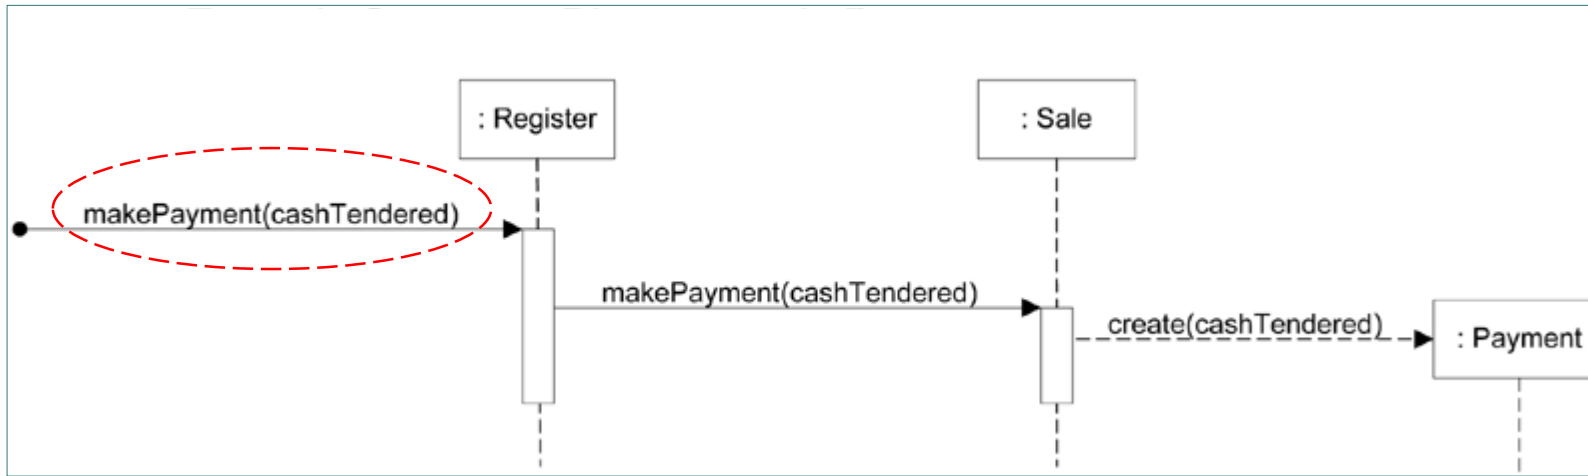 : Register
: Sale
makePayment(cashTendered)
makePayment(cashTendered)
create(cashTendered)
: Payment